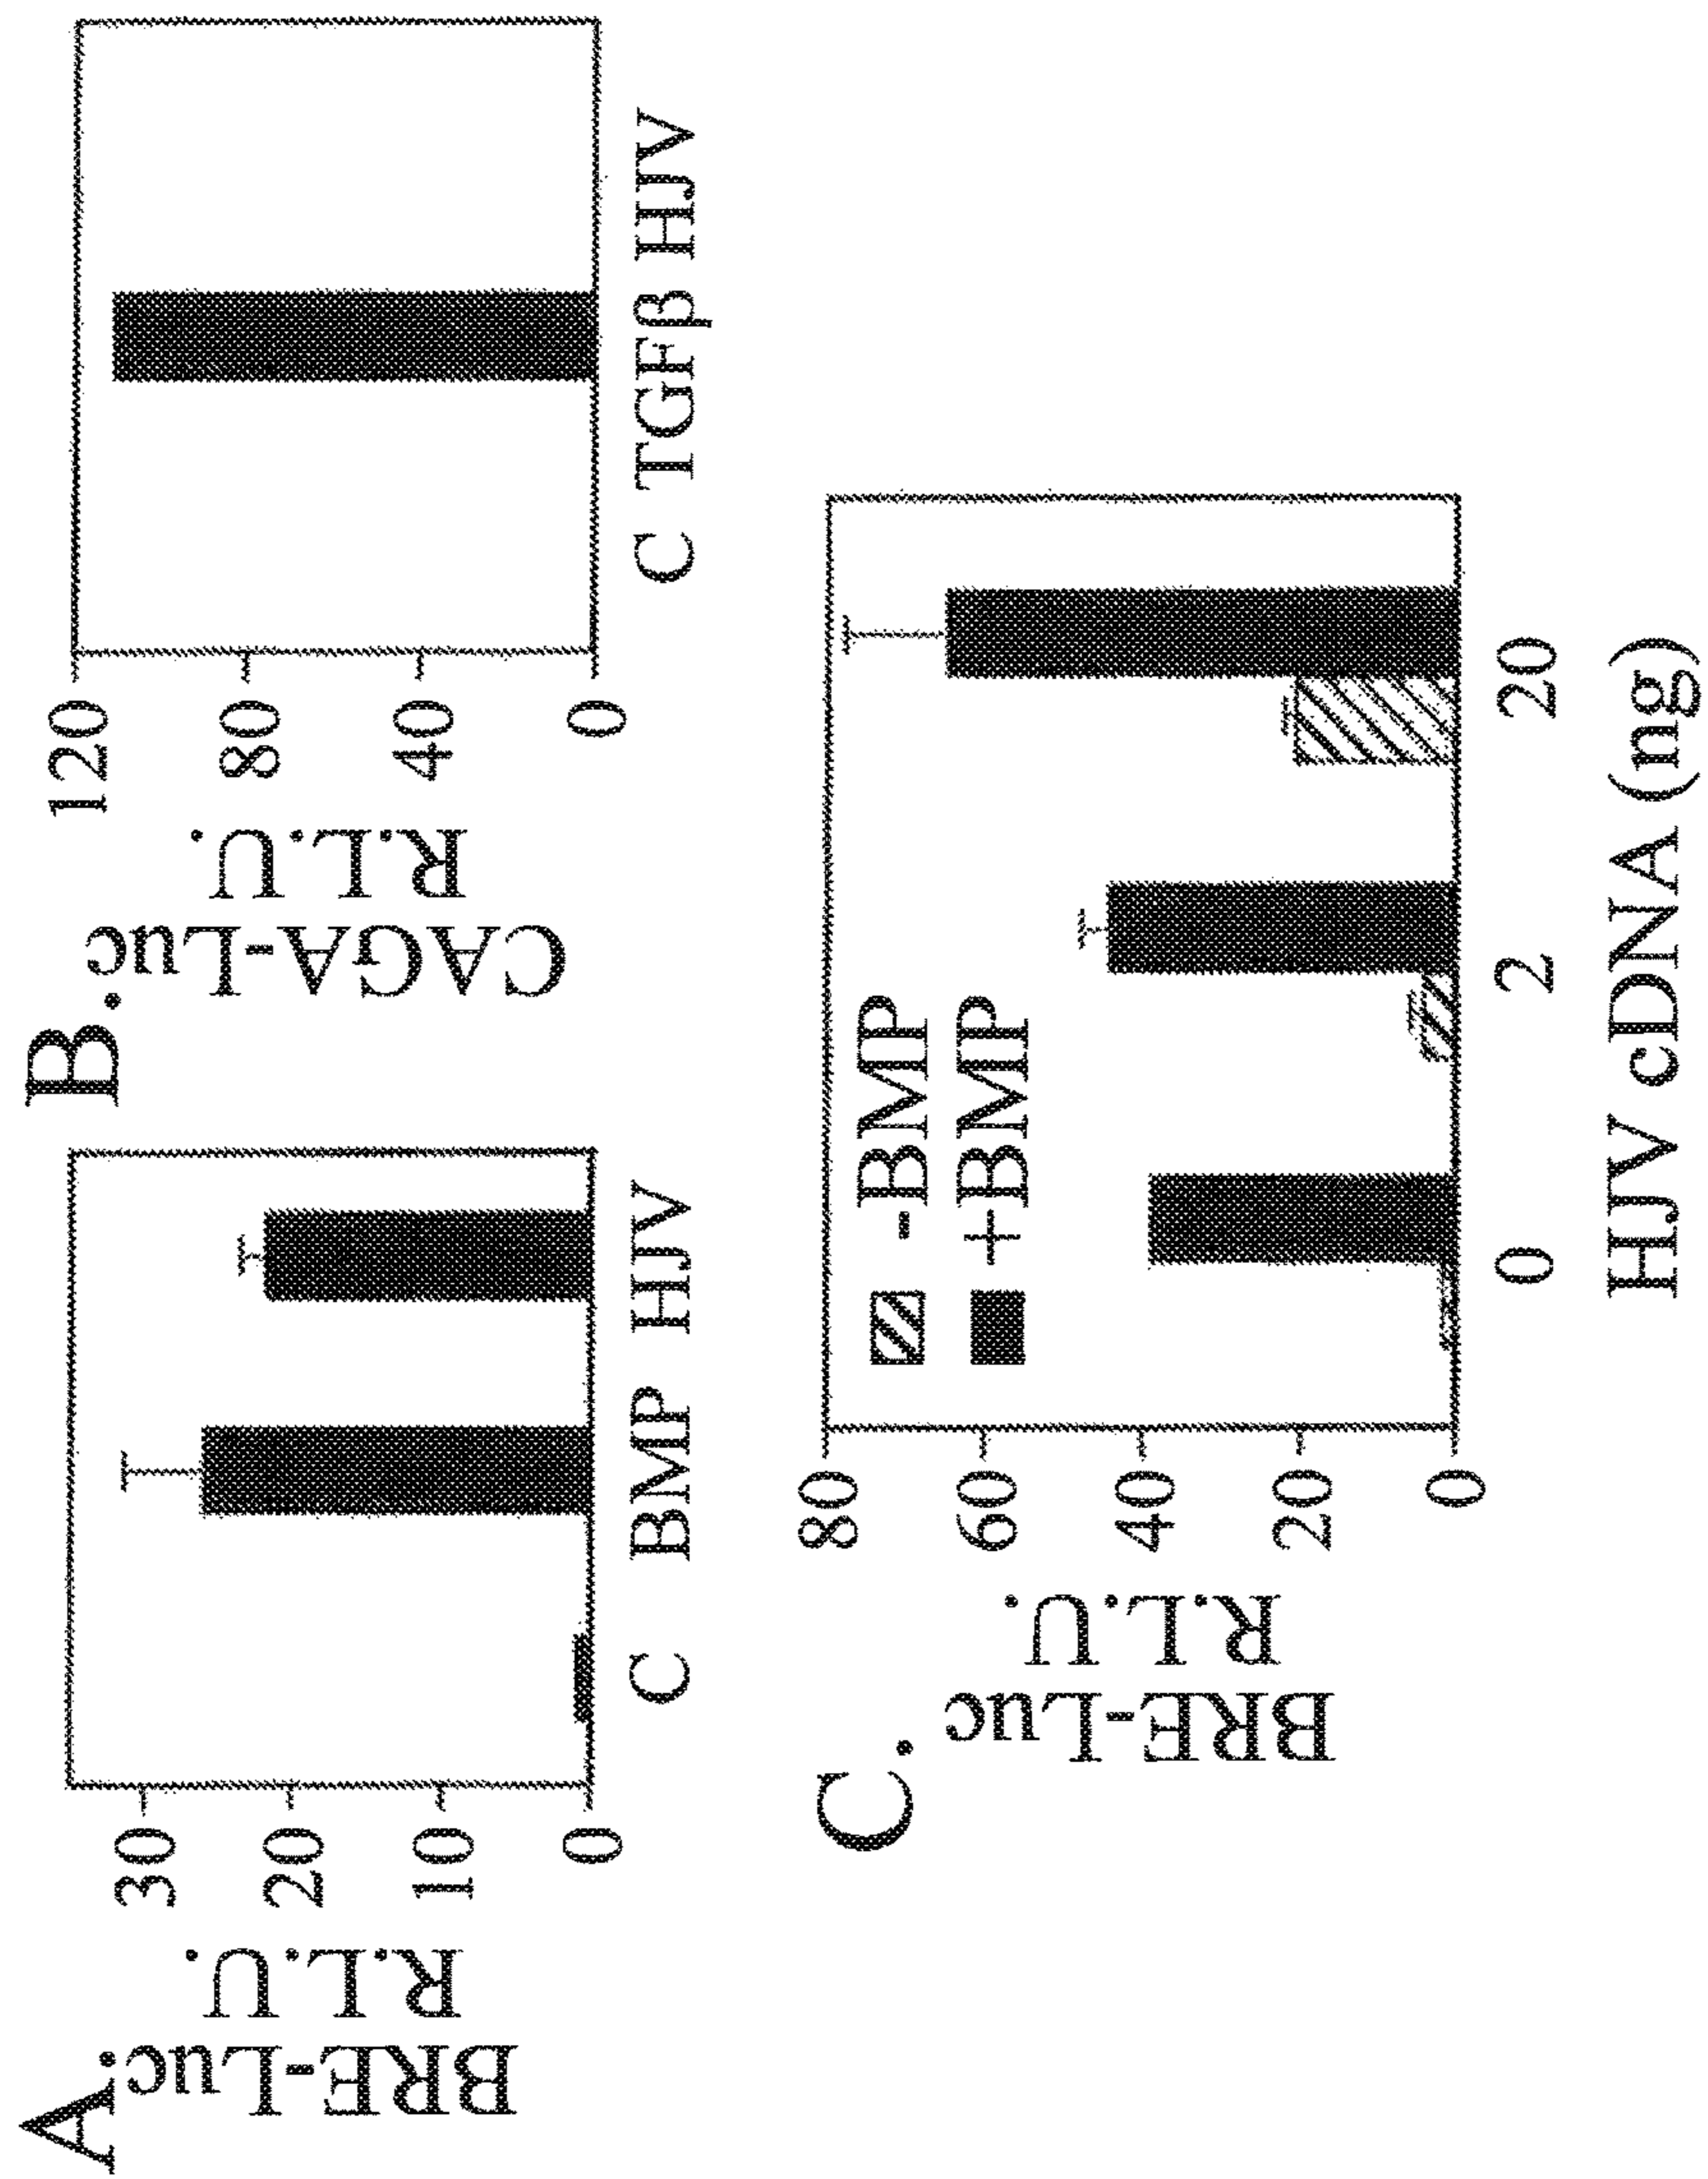 A.
BRE-Luc
R.L.U.
30
20
10
0
C BMP HJV
B.
CAGA-Luc
R.L.U.
120
80
40
0
C TGFβ HJV
C.
BRE-Luc
R.L.U.
80
60
40
20
0
-BMP
+BMP
0 2 20
HJV cDNA (ng)